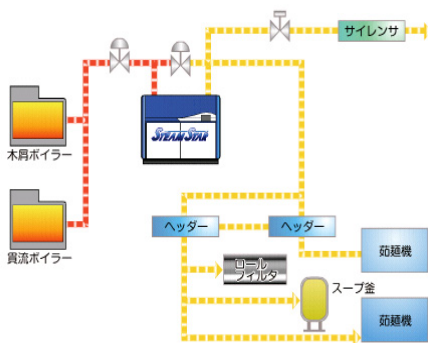 サイレンサ
STEAM STAR
木屑ボイラー
貫流ボイラー
ヘッダー
ヘッダー
茹麺機
ロール
フィルタ
スープ釜
茹麺機